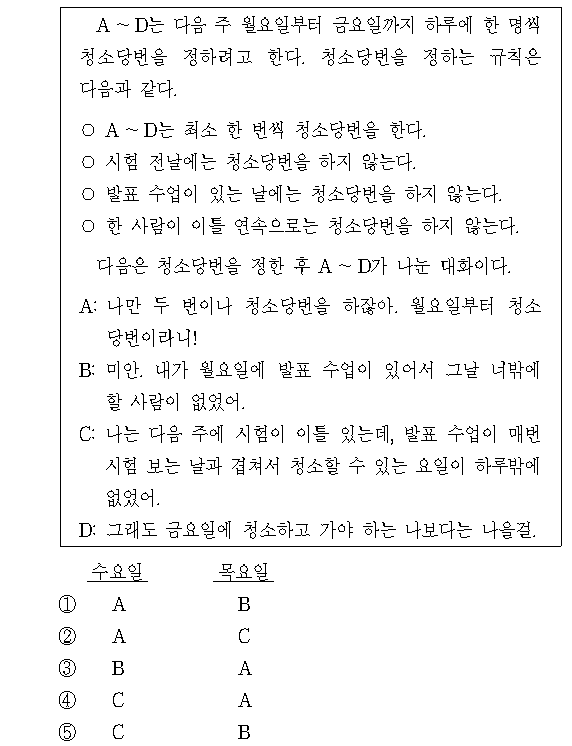 A ~ D는 다음 주 월요일부터 금요일까지 하루에 한 명씩
청소당번을 정하려고 한다. 청소당번을 정하는 규칙은
다음과 같다.
○ A ~ D는 최소 한 번씩 청소당번을 한다.
○ 시험 전날에는 청소당번을 하지 않는다.
○ 발표 수업이 있는 날에는 청소당번을 하지 않는다.
○ 한 사람이 이틀 연속으로는 청소당번을 하지 않는다.
다음은 청소당번을 정한 후 A ~ D가 나눈 대화이다.
A: 나만 두 번이나 청소당번을 하잖아. 월요일부터 청소
당번이라니!
B: 미안. 내가 월요일에 발표 수업이 있어서 그날 너밖에
할 사람이 없었어.
C: 나는 다음 주에 시험이 이틀 있는데, 발표 수업이 매번
시험 보는 날과 겹쳐서 청소할 수 있는 요일이 하루밖에
없었어.
D: 그래도 금요일에 청소하고 가야 하는 나보다는 나을걸.
수요일 목요일
① A B
② A C
③ B A
④ C A
⑤ C B